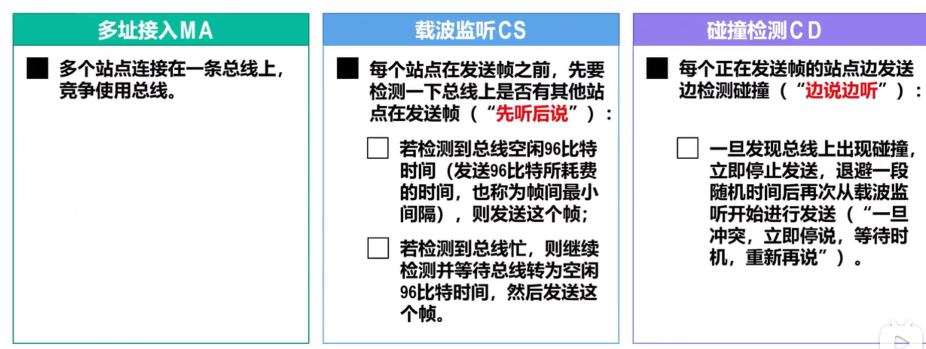 多址接入MA
■ 多个站点连接在一条总线上，
竞争使用总线。
载波监听CS
■ 每个站点在发送帧之前，先要
检测一下总线上是否有其他站
点在发送帧（“先听后说”）：
□ 若检测到总线空闲96比特
时间（发送96比特所耗费
的时间，也称为帧间最小
间隔），则发送这个帧；
□ 若检测到总线忙，则继续
检测并等待总线转为空闲
96比特时间，然后发送这
个帧。
碰撞检测CD
■ 每个正在发送帧的站点边发送
边检测碰撞（“边说边听”）：
□ 一旦发现总线上出现碰撞，
立即停止发送，退避一段
随机时间后再次从载波监
听开始进行发送（“一旦
冲突，立即停说，等待时
机，重新再说”）。